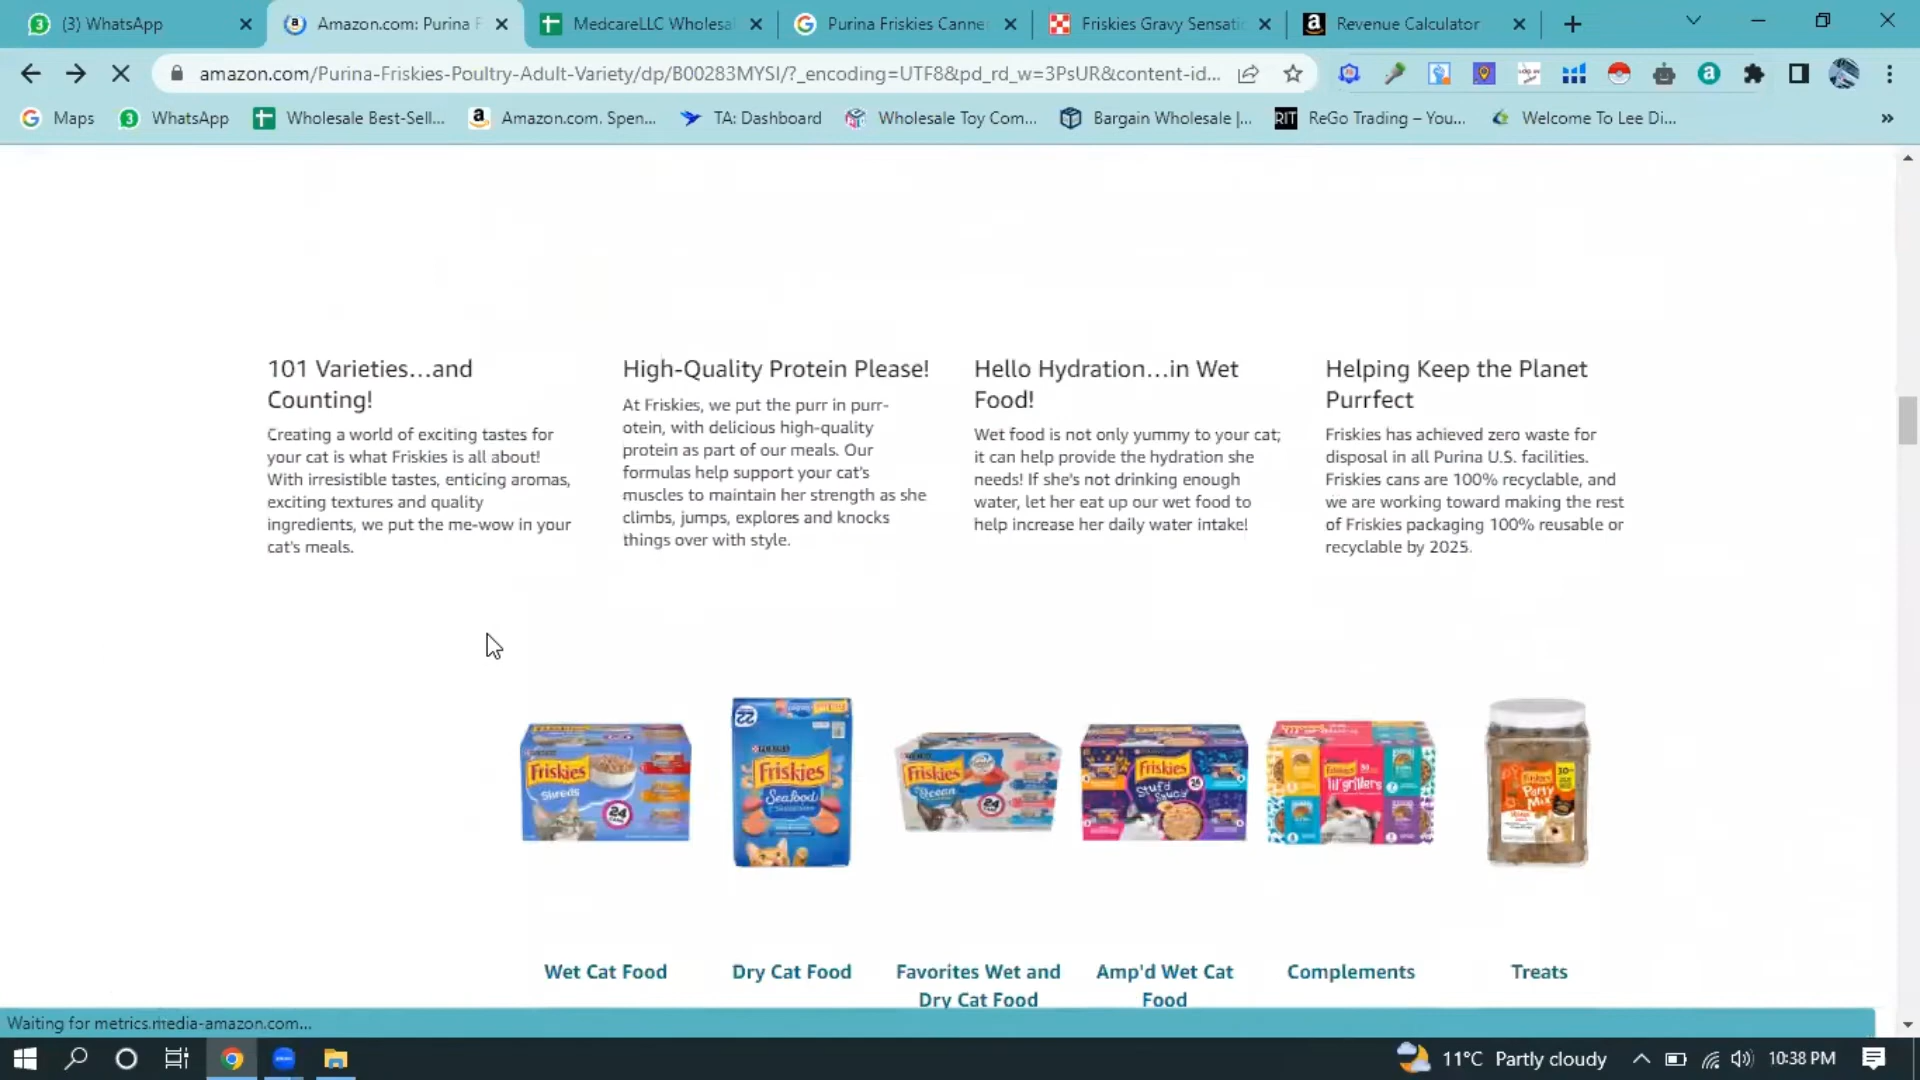 (3) WhatsApp
Amazon.com: Purina F
MedcareLLC Wholesa
Purina Friskies Canne
Friskies Gravy Sensati
Revenue Calculator
amazon.com/Purina-Friskies-Poultry-Adult-Variety/dp/B00283MYSI/?_encoding=UTF8&pd_rd_w=3PsUR&content-id...
Maps
WhatsApp
Wholesale Best-Sell...
Amazon.com. Spen...
TA: Dashboard
Wholesale Toy Com...
Bargain Wholesale |...
RIT
ReGo Trading – You...
Welcome To Lee Di...
101 Varieties...and
Counting!
Creating a world of exciting tastes for
your cat is what Friskies is all about!
With irresistible tastes, enticing aromas,
exciting textures and quality
ingredients, we put the me-wow in your
cat's meals.
High-Quality Protein Please!
At Friskies, we put the purr in purr-
otein, with delicious high-quality
protein as part of our meals. Our
formulas help support your cat's
muscles to maintain her strength as she
climbs, jumps, explores and knocks
things over with style.
Hello Hydration...in Wet
Food!
Wet food is not only yummy to your cat;
it can help provide the hydration she
needs! If she's not drinking enough
water, let her eat up our wet food to
help increase her daily water intake!
Helping Keep the Planet
Purrfect
Friskies has achieved zero waste for
disposal in all Purina U.S. facilities.
Friskies cans are 100% recyclable, and
we are working toward making the rest
of Friskies packaging 100% reusable or
recyclable by 2025.
Friskies
Shreds
24
22
Friskies
Seafood
Friskies
Ocean
24
Friskies
Friskies
lil' grillers
Friskies
Party
Mix
30
Wet Cat Food
Dry Cat Food
Favorites Wet and
Dry Cat Food
Amp'd Wet Cat
Food
Complements
Treats
Waiting for metrics.media-amazon.com...
11°C Partly cloudy
10:38 PM